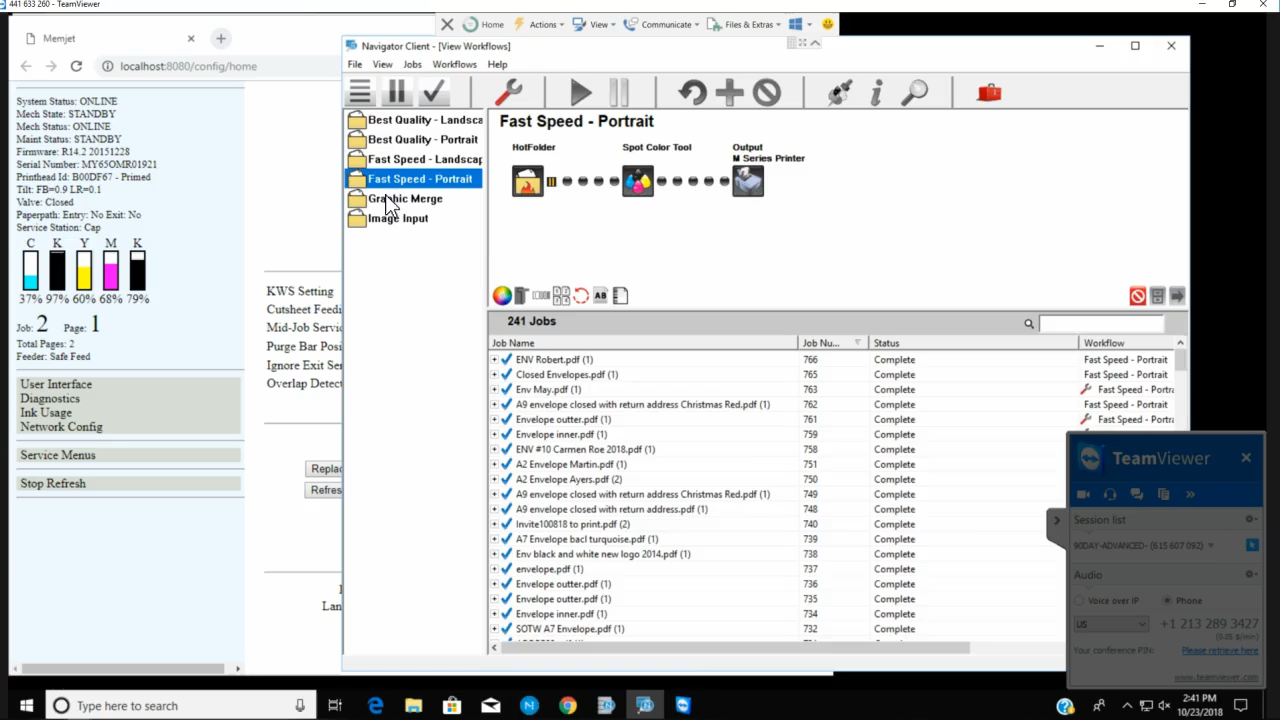 441 633 260 - TeamViewer
Home Actions View Communicate Files & Extras
Memjet
localhost:8080/config/home
System Status: ONLINE
Mech State: STANDBY
Mech Status: ONLINE
Maint Status: STANDBY
Firmware: R14.2 20151228
Serial Number: MY65OMR01921
Printhead Id: B00DF67 - Primed
Tilt: FB=0.9 LR=0.1
Valve: Closed
Paperpath: Entry: No Exit: No
Service Station: Cap
C K Y M K
37% 97% 60% 68% 79%
Job: 2 Page: 1
Total Pages: 2
Feeder: Safe Feed
User Interface
Diagnostics
Ink Usage
Network Config
Service Menus
Stop Refresh
KWS Setting
Cutsheet Feedi
Mid-Job Servic
Purge Bar Posi
Ignore Exit Se
Overlap Detect
Replac
Refres
Lan
Navigator Client - [View Workflows]
File View Jobs Workflows Help
Best Quality - Landsca
Best Quality - Portrait
Fast Speed - Landscap
Fast Speed - Portrait
Graphic Merge
Image Input
Fast Speed - Portrait
HotFolder Spot Color Tool Output
M Series Printer
AB
241 Jobs
Job Name Job Nu... Status Workflow
ENV Robert.pdf (1) 766 Complete Fast Speed - Portrait
Closed Envelopes.pdf (1) 765 Complete Fast Speed - Portrait
Env May.pdf (1) 763 Complete Fast Speed - Portra
A9 envelope closed with return address Christmas Red.pdf (1) 762 Complete Fast Speed - Portrait
Envelope outter.pdf (1) 761 Complete Fast Speed - Portra
Envelope inner.pdf (1) 759 Complete
ENV #10 Carmen Roe 2018.pdf (1) 758 Complete
A2 Envelope Martin.pdf (1) 751 Complete
A2 Envelope Ayers.pdf (2) 750 Complete
A9 envelope closed with return address Christmas Red.pdf (1) 749 Complete
A9 envelope closed with return address.pdf (1) 748 Complete
Invite100818 to print.pdf (2) 740 Complete
A7 Envelope bacl turquoise.pdf (1) 739 Complete
Env black and white new logo 2014.pdf (1) 738 Complete
envelope.pdf (1) 737 Complete
Envelope outter.pdf (1) 736 Complete
Envelope outter.pdf (1) 735 Complete
Envelope inner.pdf (1) 734 Complete
SOTW A7 Envelope.pdf (1) 732 Complete
TeamViewer
Session list
90DAY-ADVANCED- (615 607 092)
Audio
Voice over IP Phone
US +1 213 289 3427
(0.01 $/min)
Your conference PIN: Please retrieve here
www.teamviewer.com
Type here to search
2:41 PM
10/23/2018